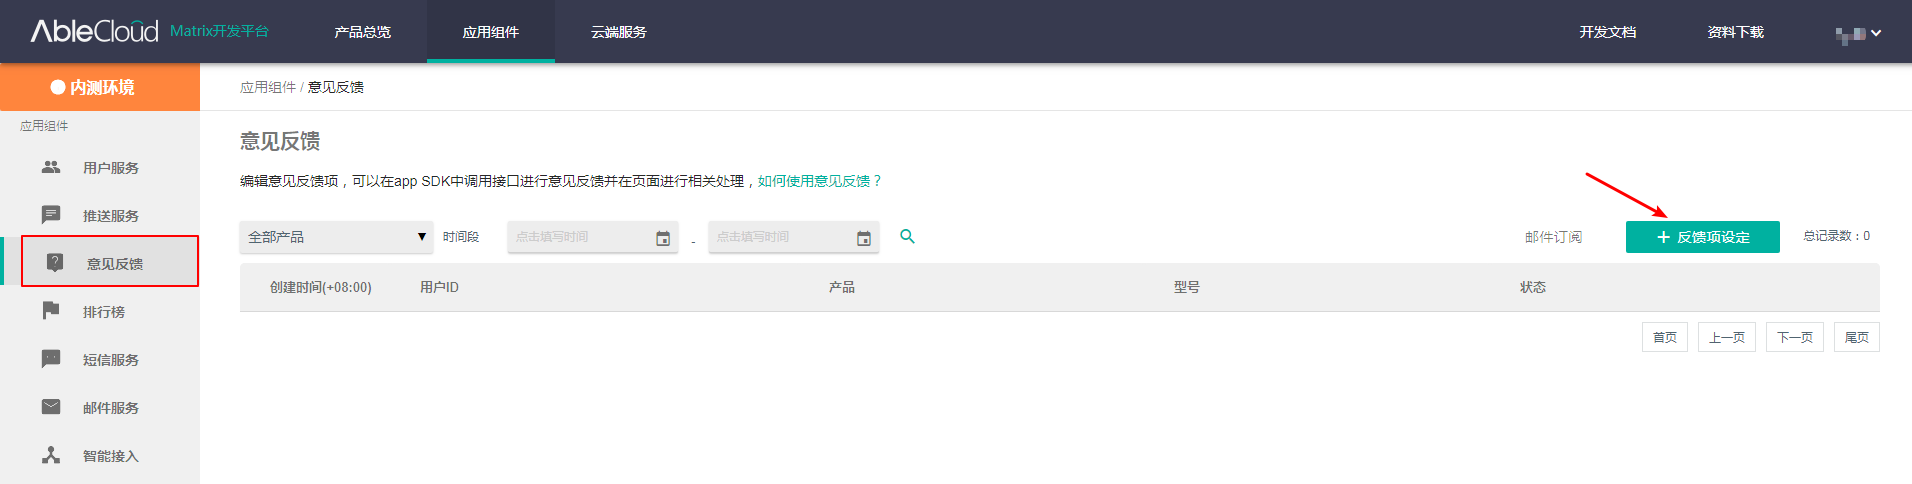 AbleCloud Matrix开发平台 产品总览 应用组件 云端服务 开发文档 资料下载
内测环境
应用组件 / 意见反馈
应用组件
用户服务
推送服务
意见反馈
排行榜
短信服务
邮件服务
智能接入
意见反馈
编辑意见反馈项，可以在app SDK中调用接口进行意见反馈并在页面进行相关处理，如何使用意见反馈？
全部产品 时间段 点击填写时间 - 点击填写时间 邮件订阅 + 反馈项设定 总记录数：0
创建时间(+08:00) 用户ID 产品 型号 状态
首页 上一页 下一页 尾页